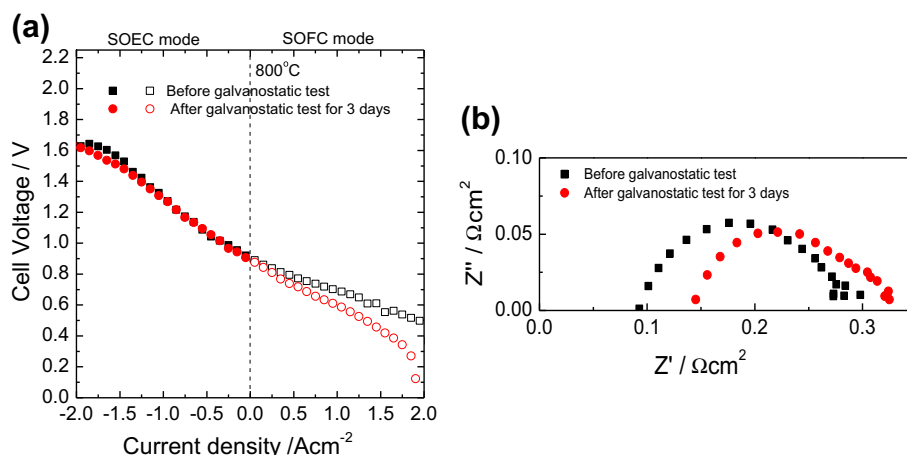 (a)
SOEC mode
SOFC mode
800°C
Before galvanostatic test
After galvanostatic test for 3 days
2.2
2.0
1.8
1.6
1.4
1.2
1.0
0.8
0.6
0.4
0.2
0.0
Cell Voltage / V
-2.0 -1.5 -1.0 -0.5 0.0 0.5 1.0 1.5 2.0
Current density /Acm⁻²
(b)
Before galvanostatic test
After galvanostatic test for 3 days
0.10
0.05
0.00
Z'' / Ωcm²
0.0 0.1 0.2 0.3
Z' / Ωcm²